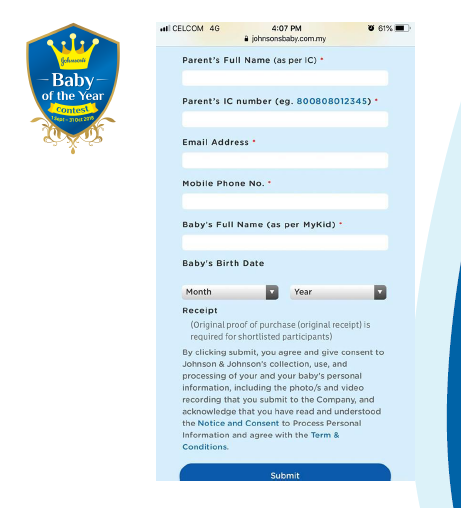 Johnson's
Baby
of the Year
contest
1 Sept - 31 Oct 2018
CELCOM 4G 4:07 PM 61%
johnsonsbaby.com.my
Parent's Full Name (as per IC) *
Parent's IC number (eg. 800808012345) *
Email Address *
Mobile Phone No. *
Baby's Full Name (as per MyKid) *
Baby's Birth Date
Month Year
Receipt
(Original proof of purchase (original receipt) is
required for shortlisted participants)
By clicking submit, you agree and give consent to
Johnson & Johnson's collection, use, and
processing of your and your baby's personal
information, including the photo/s and video
recording that you submit to the Company, and
acknowledge that you have read and understood
the Notice and Consent to Process Personal
Information and agree with the Term &
Conditions.
Submit